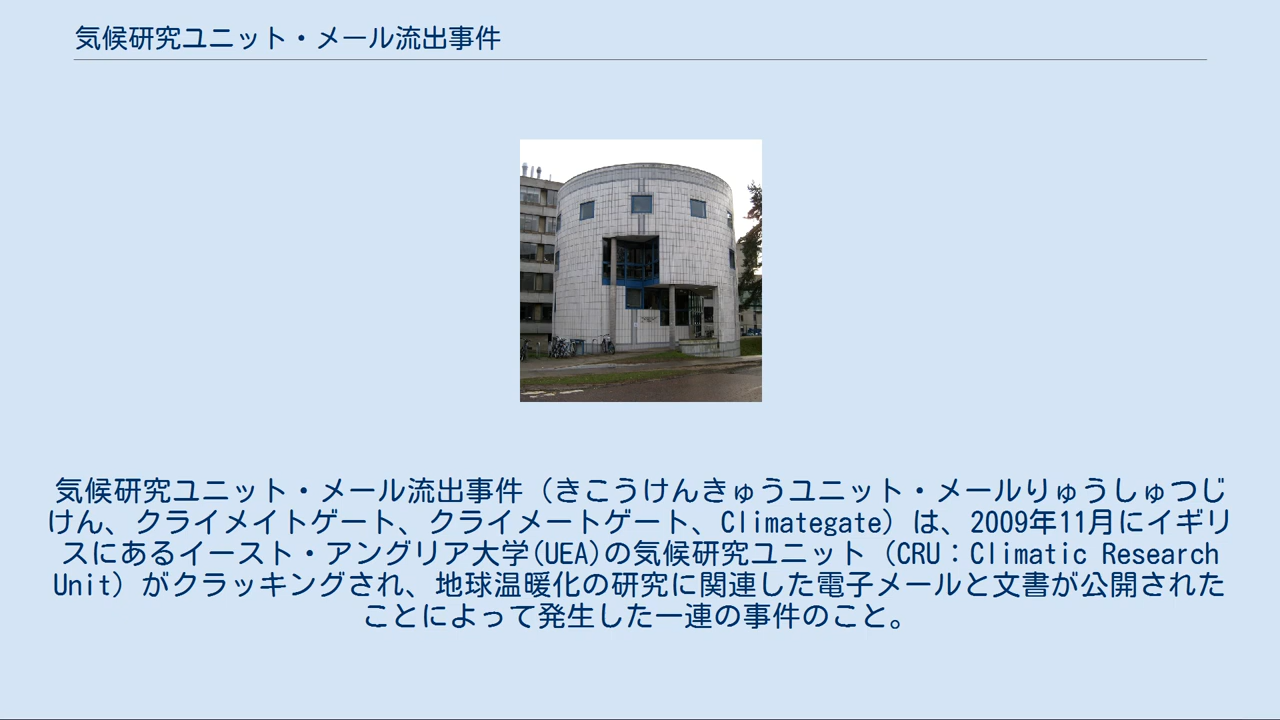 気候研究ユニット・メール流出事件
気候研究ユニット・メール流出事件（きこうけんきゅうユニット・メールりゅうしゅつじ
けん、クライメイトゲート、クライメートゲート、Climategate）は、2009年11月にイギリ
スにあるイースト・アングリア大学(UEA)の気候研究ユニット（CRU：Climatic Research
Unit）がクラッキングされ、地球温暖化の研究に関連した電子メールと文書が公開された
ことによって発生した一連の事件のこと。